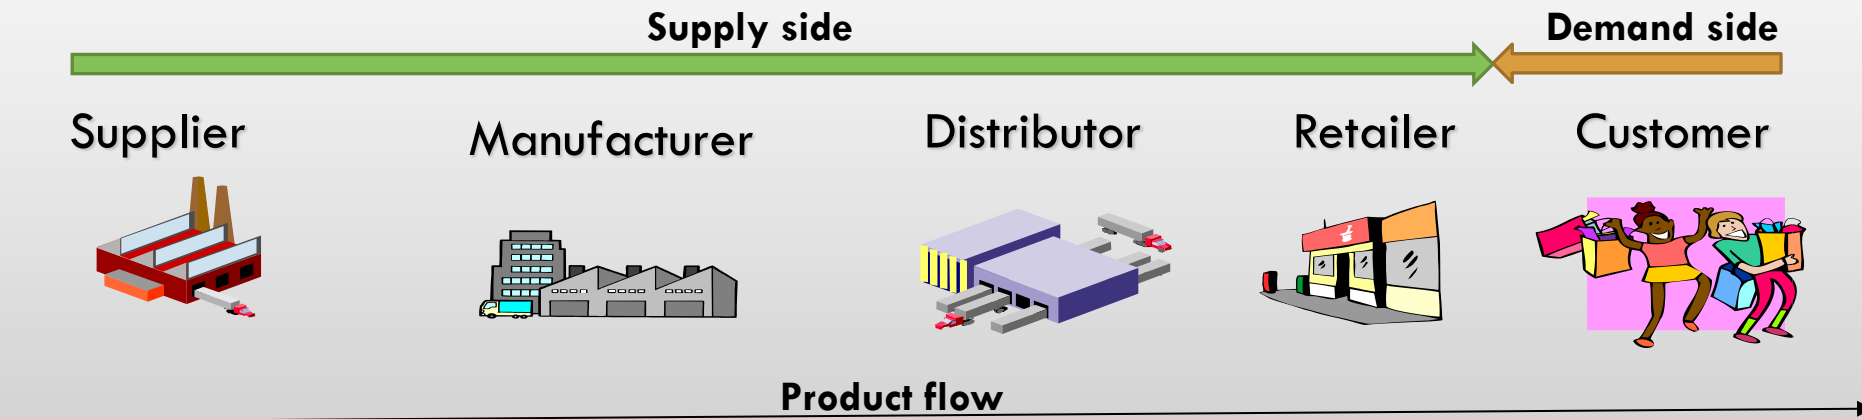 Supply side
Demand side
Supplier
Manufacturer
Distributor
Retailer
Customer
Product flow